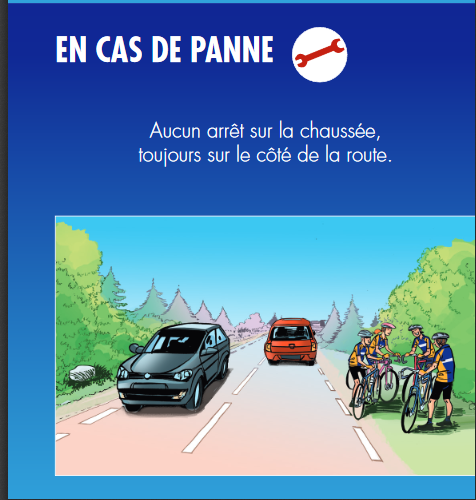 EN CAS DE PANNE
Aucun arrêt sur la chaussée,
toujours sur le côté de la route.